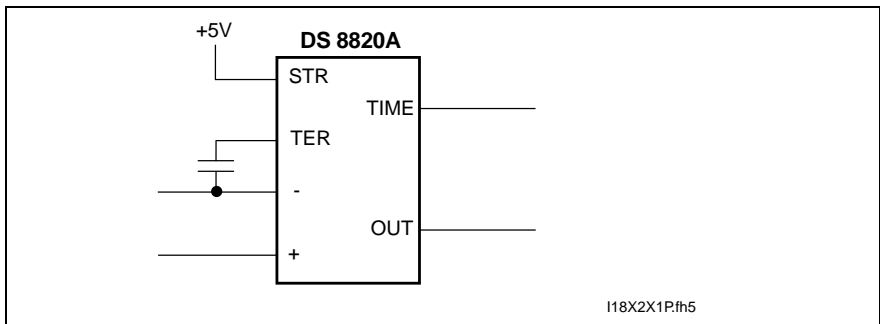 +5V
DS 8820A
STR
TIME
TER
-
OUT
+
I18X2X1P.fh5